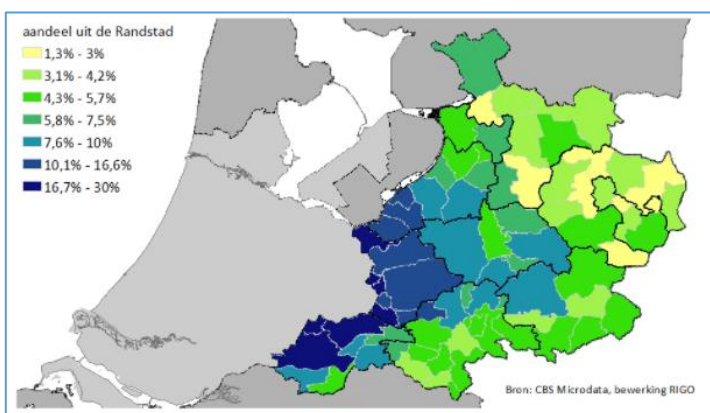 aandeel uit de Randstad
1,3% - 3%
3,1% - 4,2%
4,3% - 5,7%
5,8% - 7,5%
7,6% - 10%
10,1% - 16,6%
16,7% - 30%
Bron: CBS Microdata, bewerking RIGO